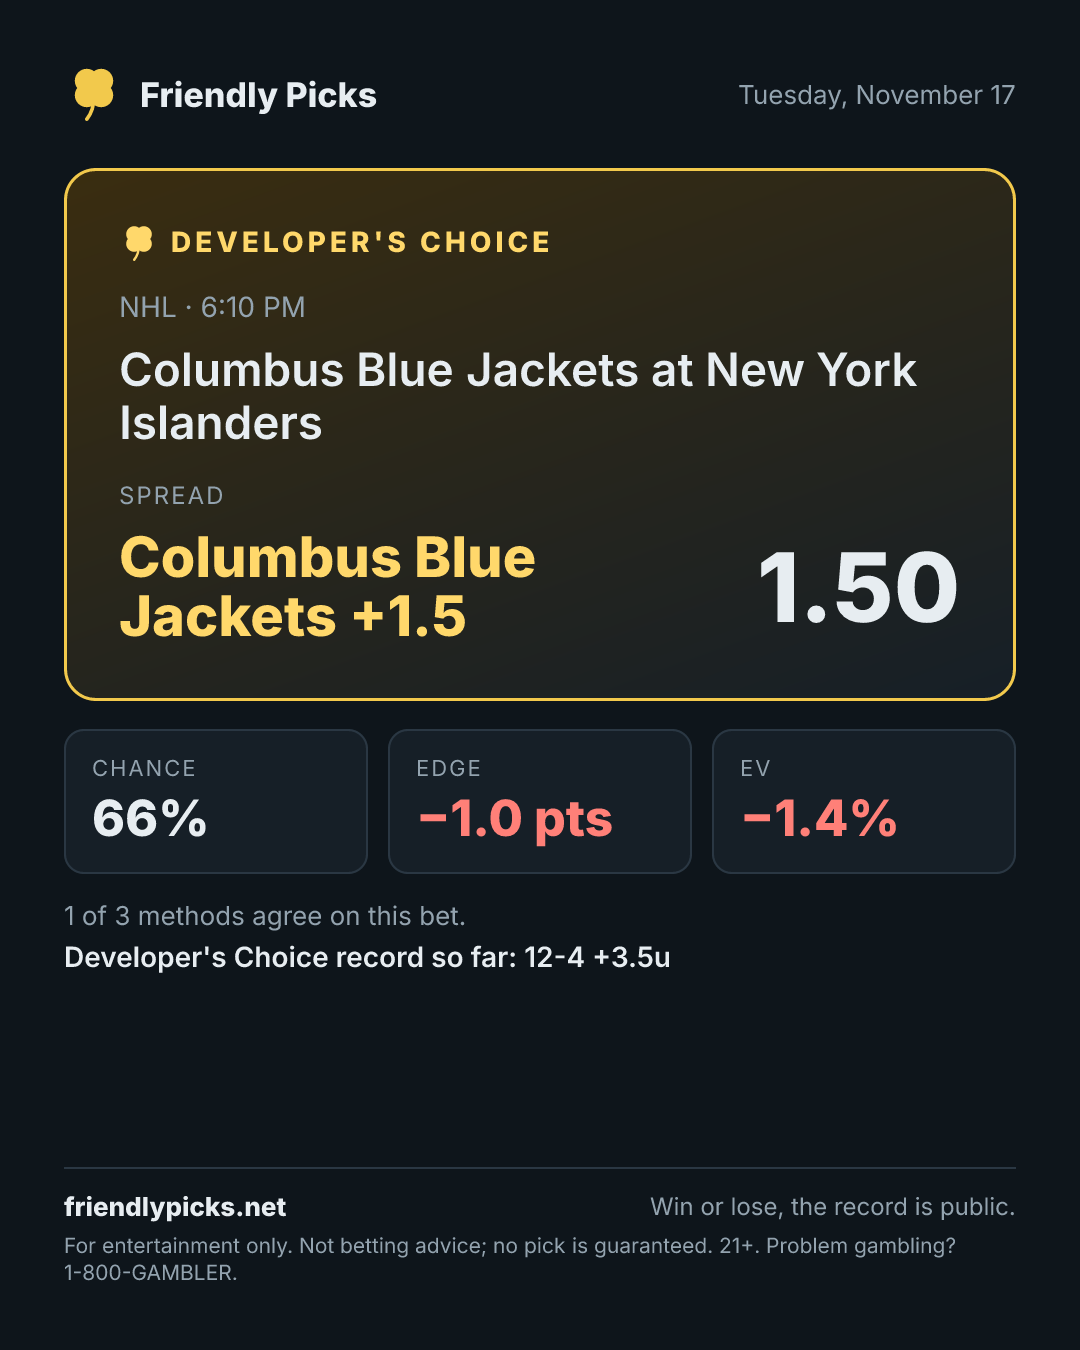 Friendly Picks
Tuesday, November 17
DEVELOPER'S CHOICE
NHL · 6:10 PM
Columbus Blue Jackets at New York
Islanders
SPREAD
Columbus Blue
Jackets +1.5
1.50
CHANCE
66%
EDGE
−1.0 pts
EV
−1.4%
1 of 3 methods agree on this bet.
Developer's Choice record so far: 12-4 +3.5u
friendlypicks.net
Win or lose, the record is public.
For entertainment only. Not betting advice; no pick is guaranteed. 21+. Problem gambling?
1-800-GAMBLER.